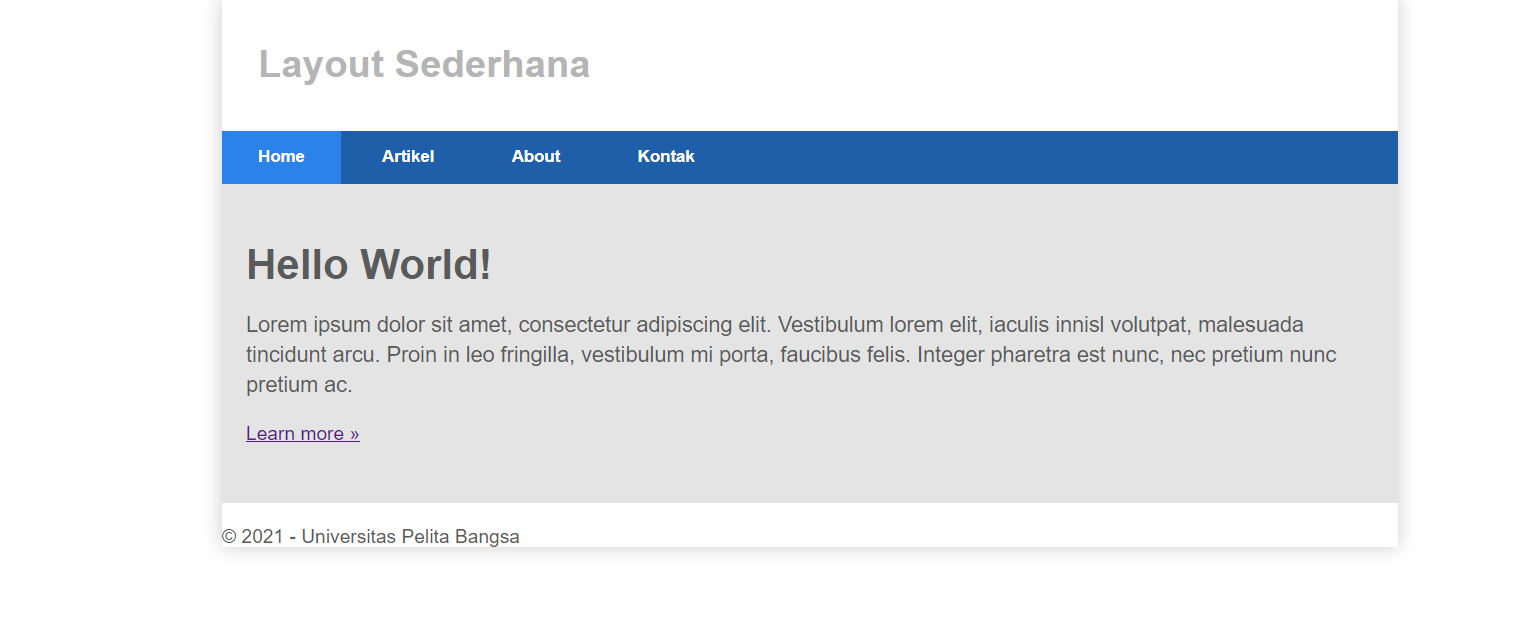 Layout Sederhana
Home Artikel About Kontak
Hello World!
Lorem ipsum dolor sit amet, consectetur adipiscing elit. Vestibulum lorem elit, iaculis innisl volutpat, malesuada
tincidunt arcu. Proin in leo fringilla, vestibulum mi porta, faucibus felis. Integer pharetra est nunc, nec pretium nunc
pretium ac.
Learn more »
© 2021 - Universitas Pelita Bangsa